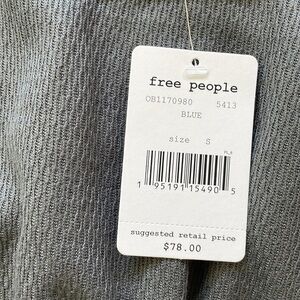 free people
OB1170980 5413
BLUE
size S
1 95191 15490 5
suggested retail price
$78.00